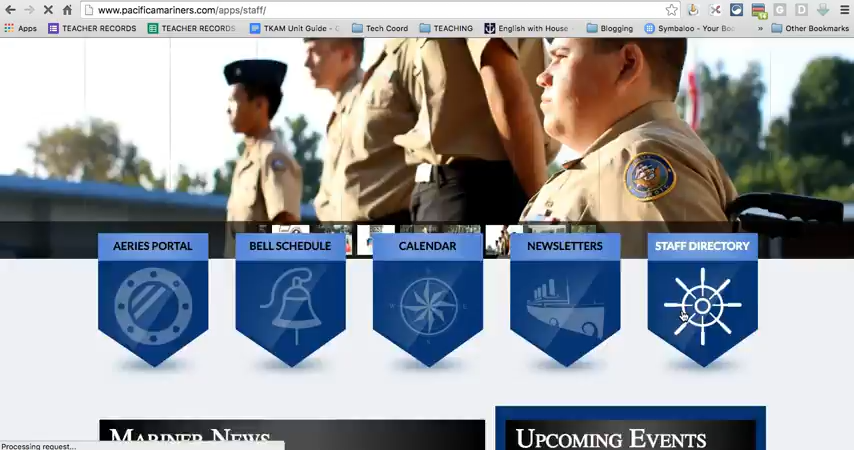 www.pacificamariners.com/apps/staff/
Apps TEACHER RECORDS TEACHER RECORDS TKAM Unit Guide - Tech Coord TEACHING English with House Blogging Symbaloo - Your Boo » Other Bookmarks
AERIES PORTAL BELL SCHEDULE CALENDAR NEWSLETTERS STAFF DIRECTORY
MARINER NEWS UPCOMING EVENTS
Processing request...